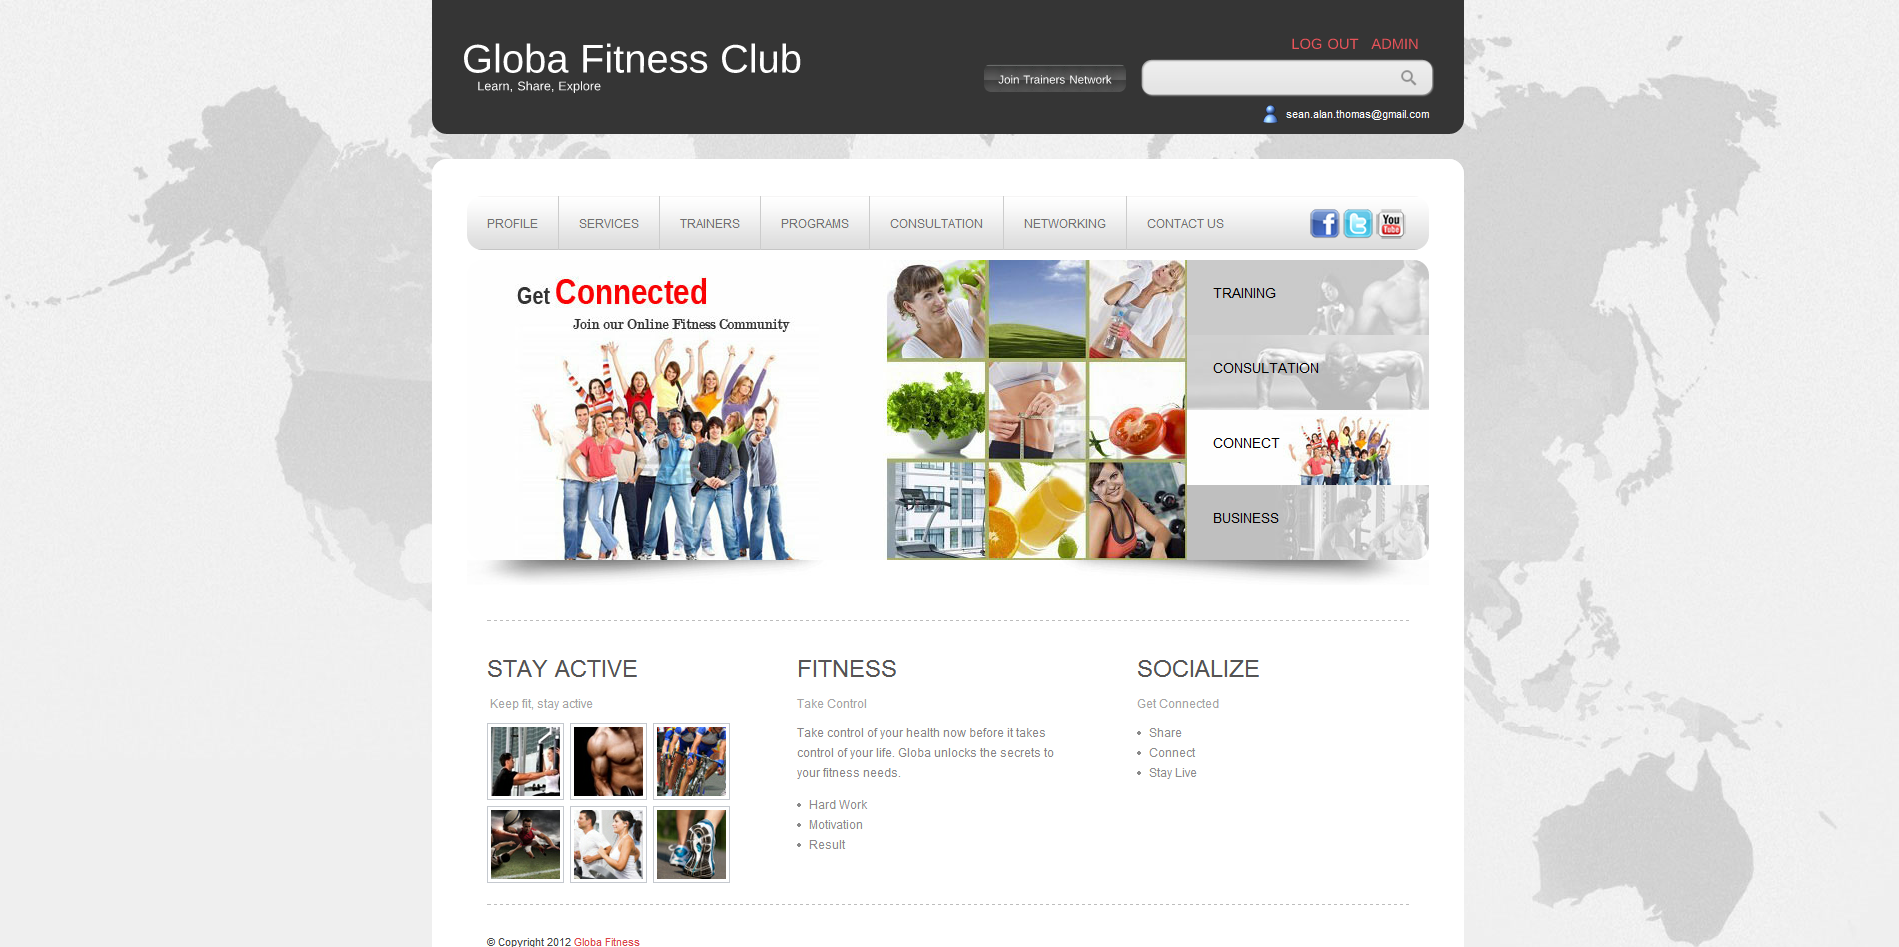 Globa Fitness Club
Learn, Share, Explore
LOG OUT ADMIN
Join Trainers Network
sean.alan.thomas@gmail.com
PROFILE SERVICES TRAINERS PROGRAMS CONSULTATION NETWORKING CONTACT US
f t You Tube
Get Connected
Join our Online Fitness Community
TRAINING
CONSULTATION
CONNECT
BUSINESS
STAY ACTIVE
Keep fit, stay active
FITNESS
Take Control
Take control of your health now before it takes
control of your life. Globa unlocks the secrets to
your fitness needs.
Hard Work
Motivation
Result
SOCIALIZE
Get Connected
Share
Connect
Stay Live
© Copyright 2012 Globa Fitness